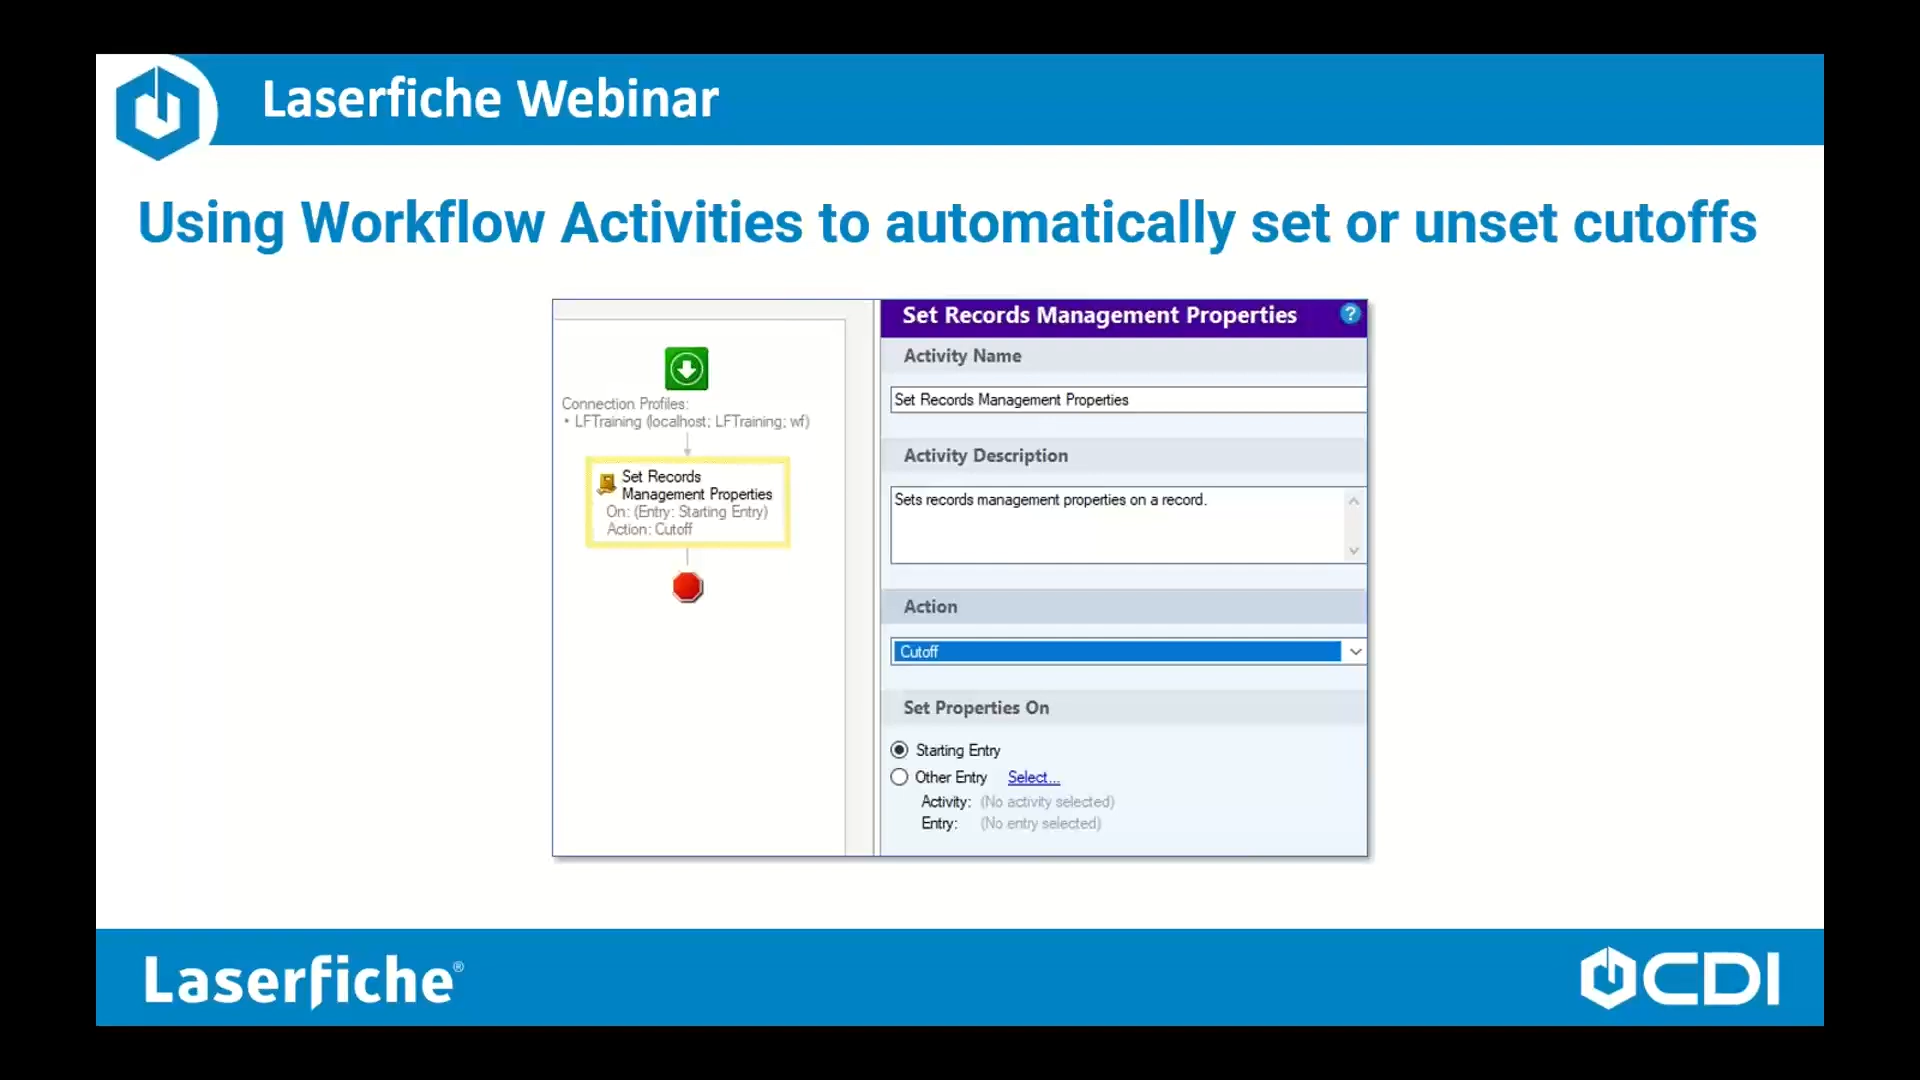 Laserfiche Webinar
Using Workflow Activities to automatically set or unset cutoffs
Connection Profiles:
• LFTraining (localhost; LFTraining; wf)
Set Records
Management Properties
On: (Entry: Starting Entry)
Action: Cutoff
Set Records Management Properties
?
Activity Name
Set Records Management Properties
Activity Description
Sets records management properties on a record.
Action
Cutoff
Set Properties On
Starting Entry
Other Entry Select...
Activity: (No activity selected)
Entry: (No entry selected)
Laserfiche®
CDI